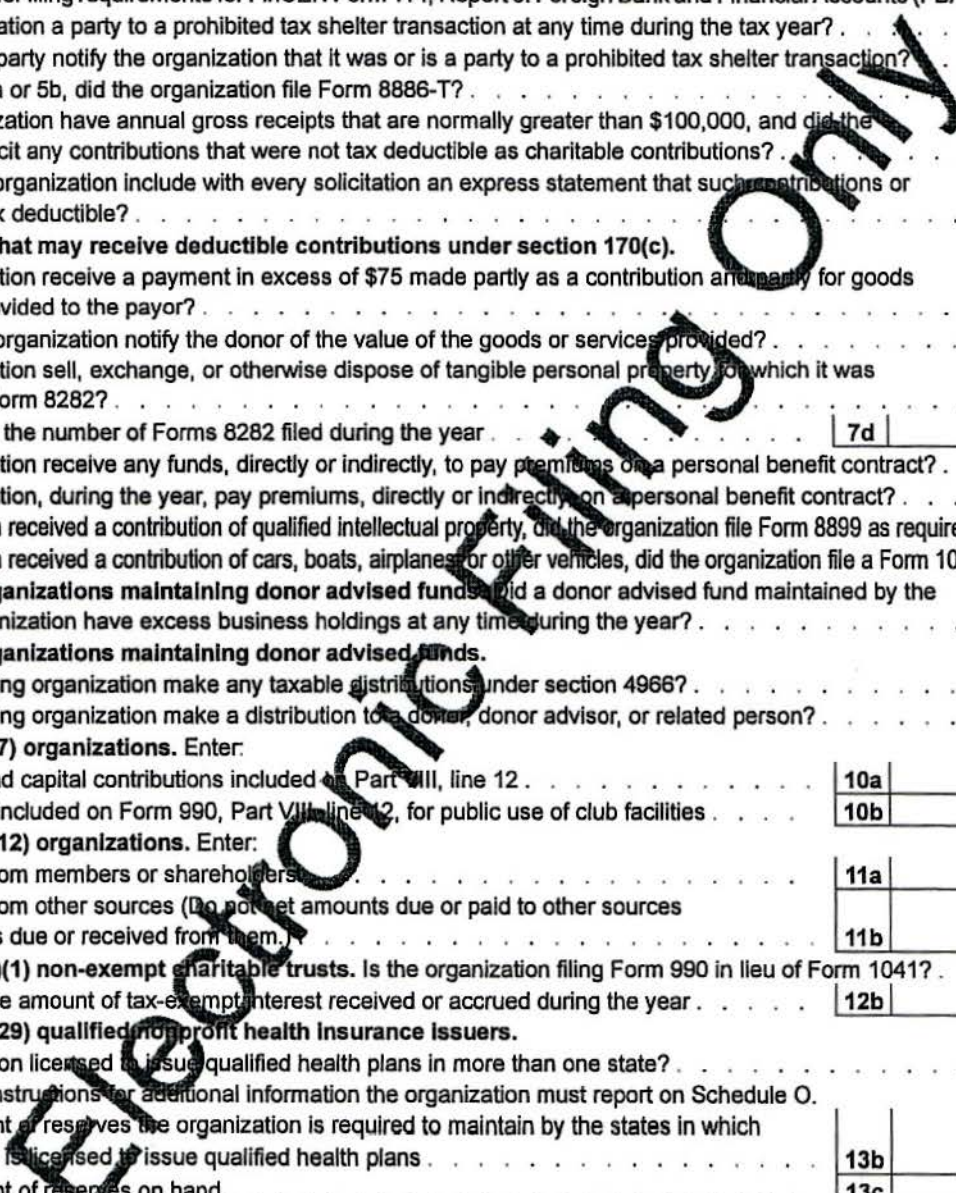 ation a party to a prohibited tax shelter transaction at any time during the tax year? . . . .
party notify the organization that it was or is a party to a prohibited tax shelter transaction?
or 5b, did the organization file Form 8886-T? . . . . . . . . . . . . . . . .
zation have annual gross receipts that are normally greater than $100,000, and did the
cit any contributions that were not tax deductible as charitable contributions? . . . . .
organization include with every solicitation an express statement that such contributions or
x deductible? . . . . . . . . . . . . . . . . . . . . . . . .
hat may receive deductible contributions under section 170(c).
tion receive a payment in excess of $75 made partly as a contribution and partly for goods
vided to the payor? . . . . . . . . . . . . . . . . . . . . . .
organization notify the donor of the value of the goods or services provided? . . . . . .
tion sell, exchange, or otherwise dispose of tangible personal property for which it was
orm 8282? . . . . . . . . . . . . . . . . . . . . . . . . .
the number of Forms 8282 filed during the year . . . . . . . . . 7d
tion receive any funds, directly or indirectly, to pay premiums on a personal benefit contract? .
tion, during the year, pay premiums, directly or indirectly, on a personal benefit contract? . . .
received a contribution of qualified intellectual property, did the organization file Form 8899 as require
received a contribution of cars, boats, airplanes, or other vehicles, did the organization file a Form 10
ganizations maintaining donor advised funds. Did a donor advised fund maintained by the
nization have excess business holdings at any time during the year? . . . . . . . . .
ganizations maintaining donor advised funds.
ng organization make any taxable distributions under section 4966? . . . . . . . . .
ng organization make a distribution to a donor, donor advisor, or related person? . . . . .
7) organizations. Enter:
d capital contributions included on Part VIII, line 12 . . . . . . . . . . . 10a
included on Form 990, Part VIII, line 12, for public use of club facilities . . . . 10b
12) organizations. Enter:
om members or shareholders . . . . . . . . . . . . . . . . 11a
om other sources (Do not net amounts due or paid to other sources
s due or received from them.) . . . . . . . . . . . . . . . . 11b
)(1) non-exempt charitable trusts. Is the organization filing Form 990 in lieu of Form 1041? .
e amount of tax-exempt interest received or accrued during the year . . . . . 12b
29) qualified nonprofit health insurance issuers.
on licensed to issue qualified health plans in more than one state? . . . . . . . . .
nstructions for additional information the organization must report on Schedule O.
nt of reserves the organization is required to maintain by the states in which
is licensed to issue qualified health plans . . . . . . . . . . . . . 13b
nt of reserves on hand 13c
Electronic Filing Only